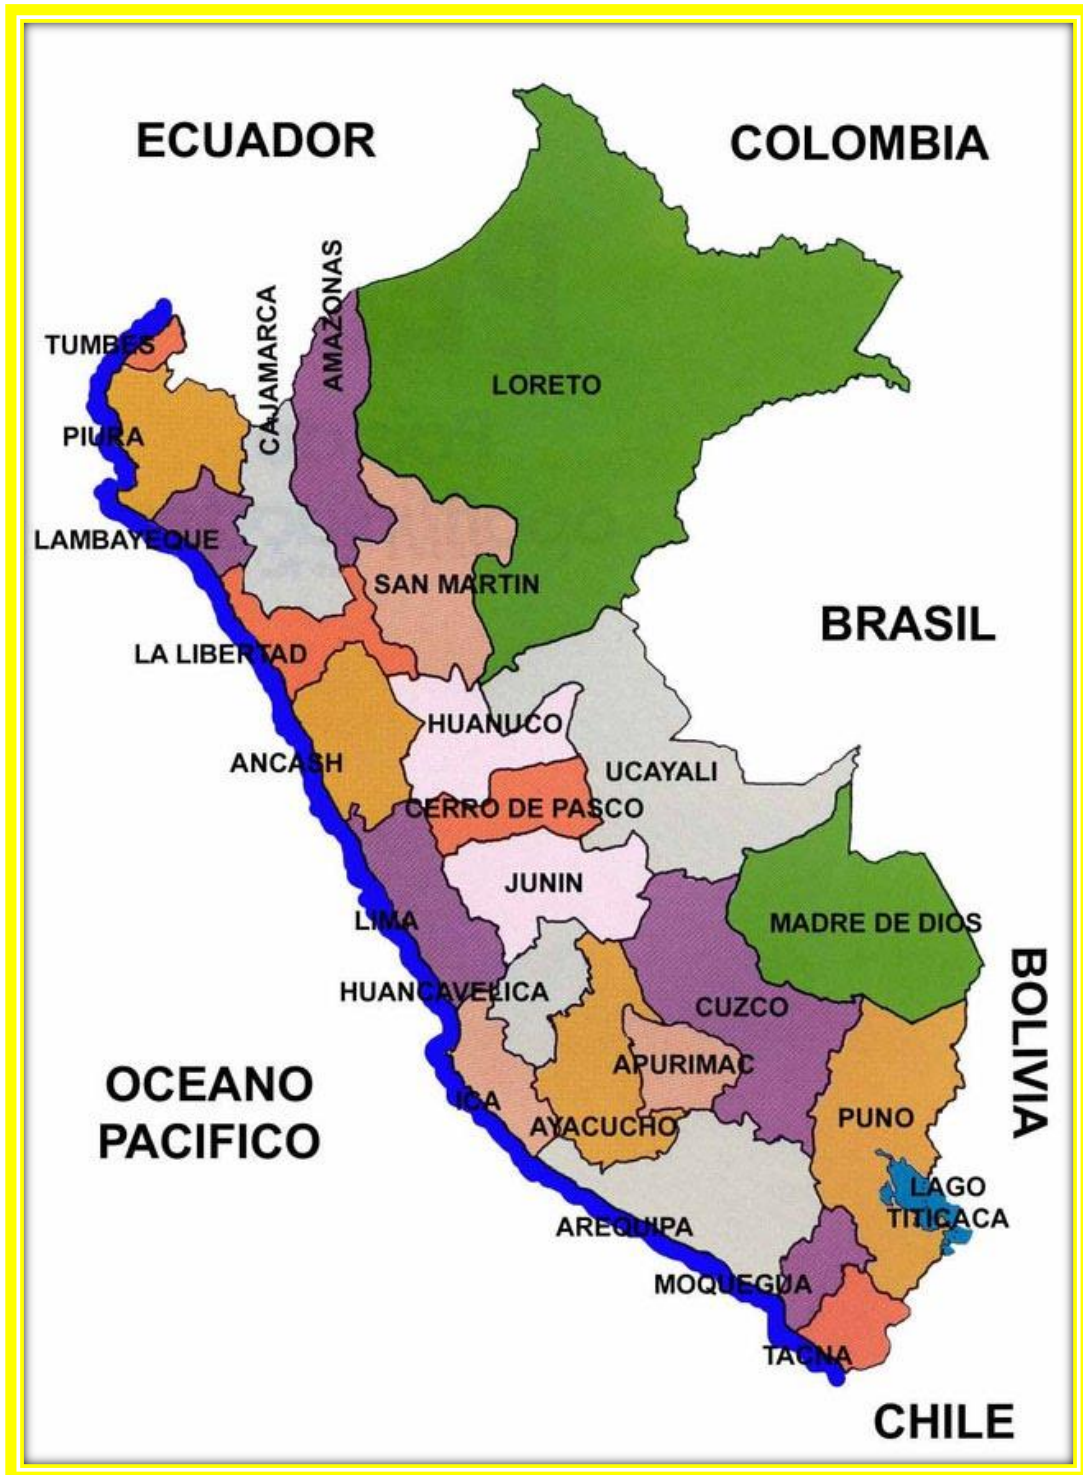 ECUADOR
COLOMBIA
AMAZONAS
CAJAMARCA
TUMBES
LORETO
PIURA
LAMBAYEQUE
SAN MARTIN
BRASIL
LA LIBERTAD
HUANUCO
ANCASH
UCAYALI
CERRO DE PASCO
JUNIN
LIMA
MADRE DE DIOS
HUANCAVELICA
CUZCO
BOLIVIA
APURIMAC
OCEANO
PACIFICO
ICA
AYACUCHO
PUNO
LAGO
TITICACA
AREQUIPA
MOQUEGUA
TACNA
CHILE